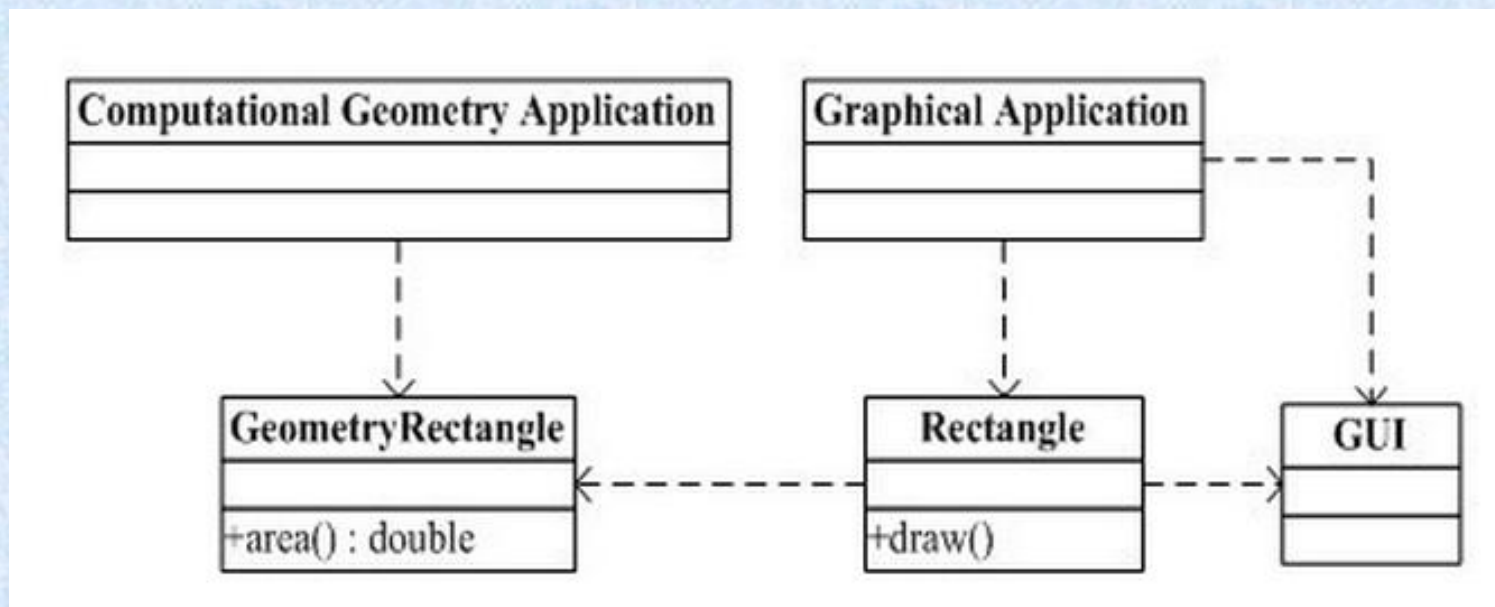 Computational Geometry Application
Graphical Application
GeometryRectangle
+area() : double
Rectangle
+draw()
GUI